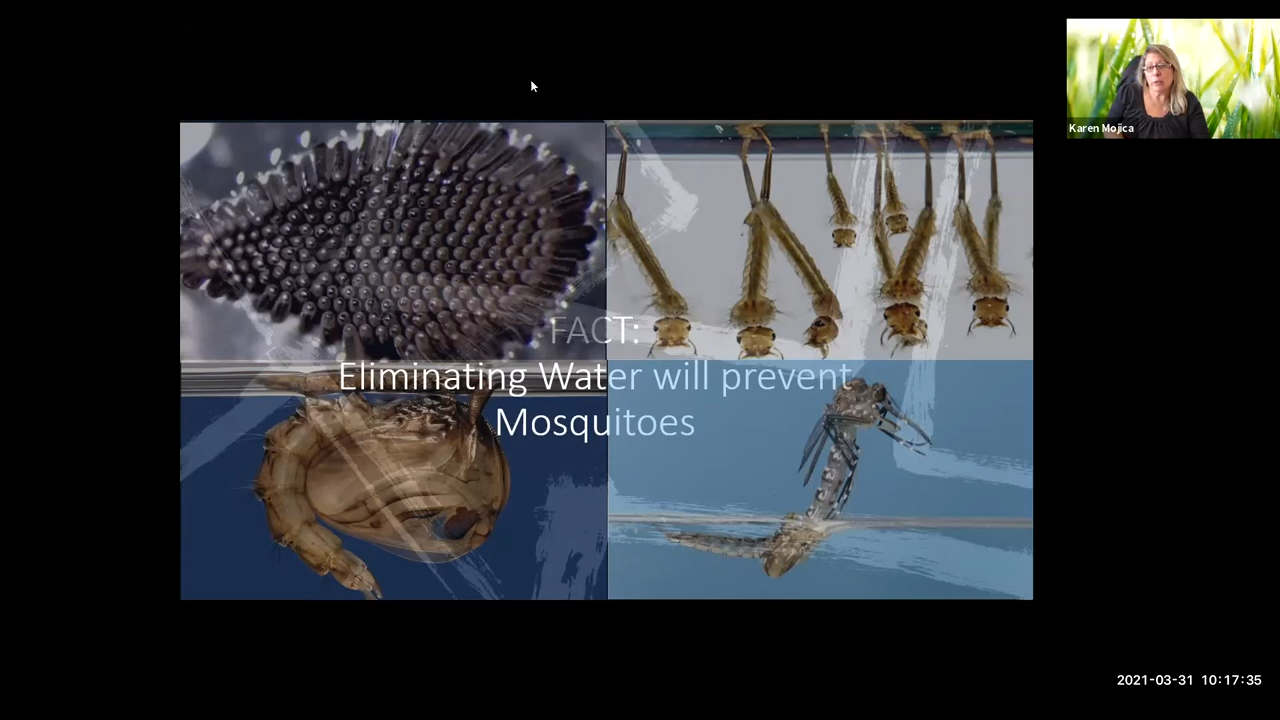 Karen Mojica
FACT:
Eliminating Water will prevent
Mosquitoes
2021-03-31 10:17:35